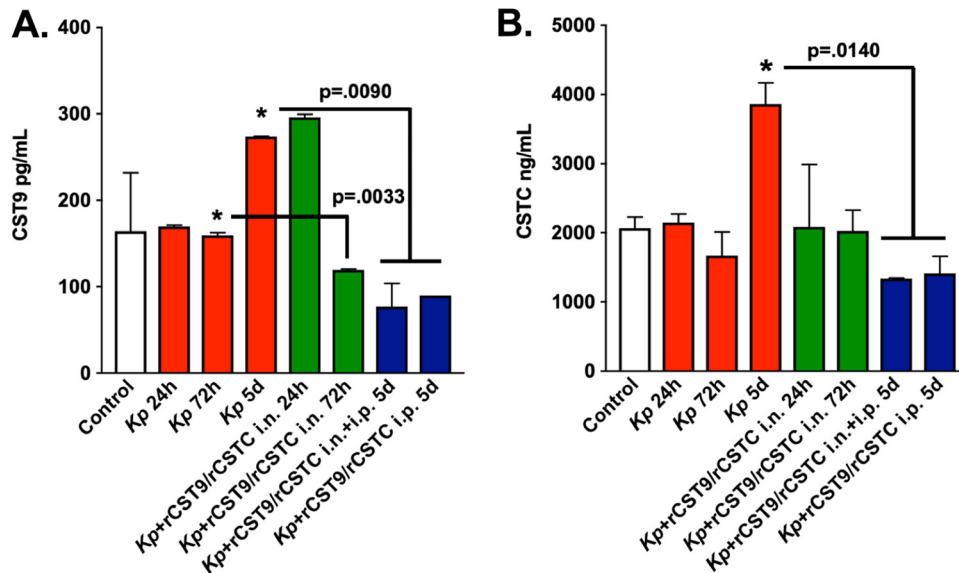 A.
CST9 pg/mL
400
300
200
100
0
*
*
p=.0090
p=.0033
Control
Kp 24h
Kp 72h
Kp 5d
Kp+rCST9/rCSTC i.n. 24h
Kp+rCST9/rCSTC i.n. 72h
Kp+rCST9/rCSTC i.n.+i.p. 5d
Kp+rCST9/rCSTC i.p. 5d
B.
CSTC ng/mL
5000
4000
3000
2000
1000
0
*
p=.0140
Control
Kp 24h
Kp 72h
Kp 5d
Kp+rCST9/rCSTC i.n. 24h
Kp+rCST9/rCSTC i.n. 72h
Kp+rCST9/rCSTC i.n.+i.p. 5d
Kp+rCST9/rCSTC i.p. 5d